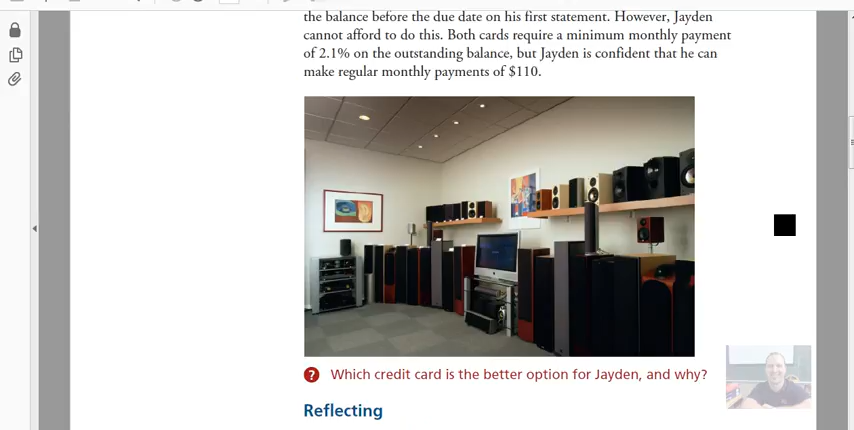 the balance before the due date on his first statement. However, Jayden
cannot afford to do this. Both cards require a minimum monthly payment
of 2.1% on the outstanding balance, but Jayden is confident that he can
make regular monthly payments of $110.
? Which credit card is the better option for Jayden, and why?
Reflecting